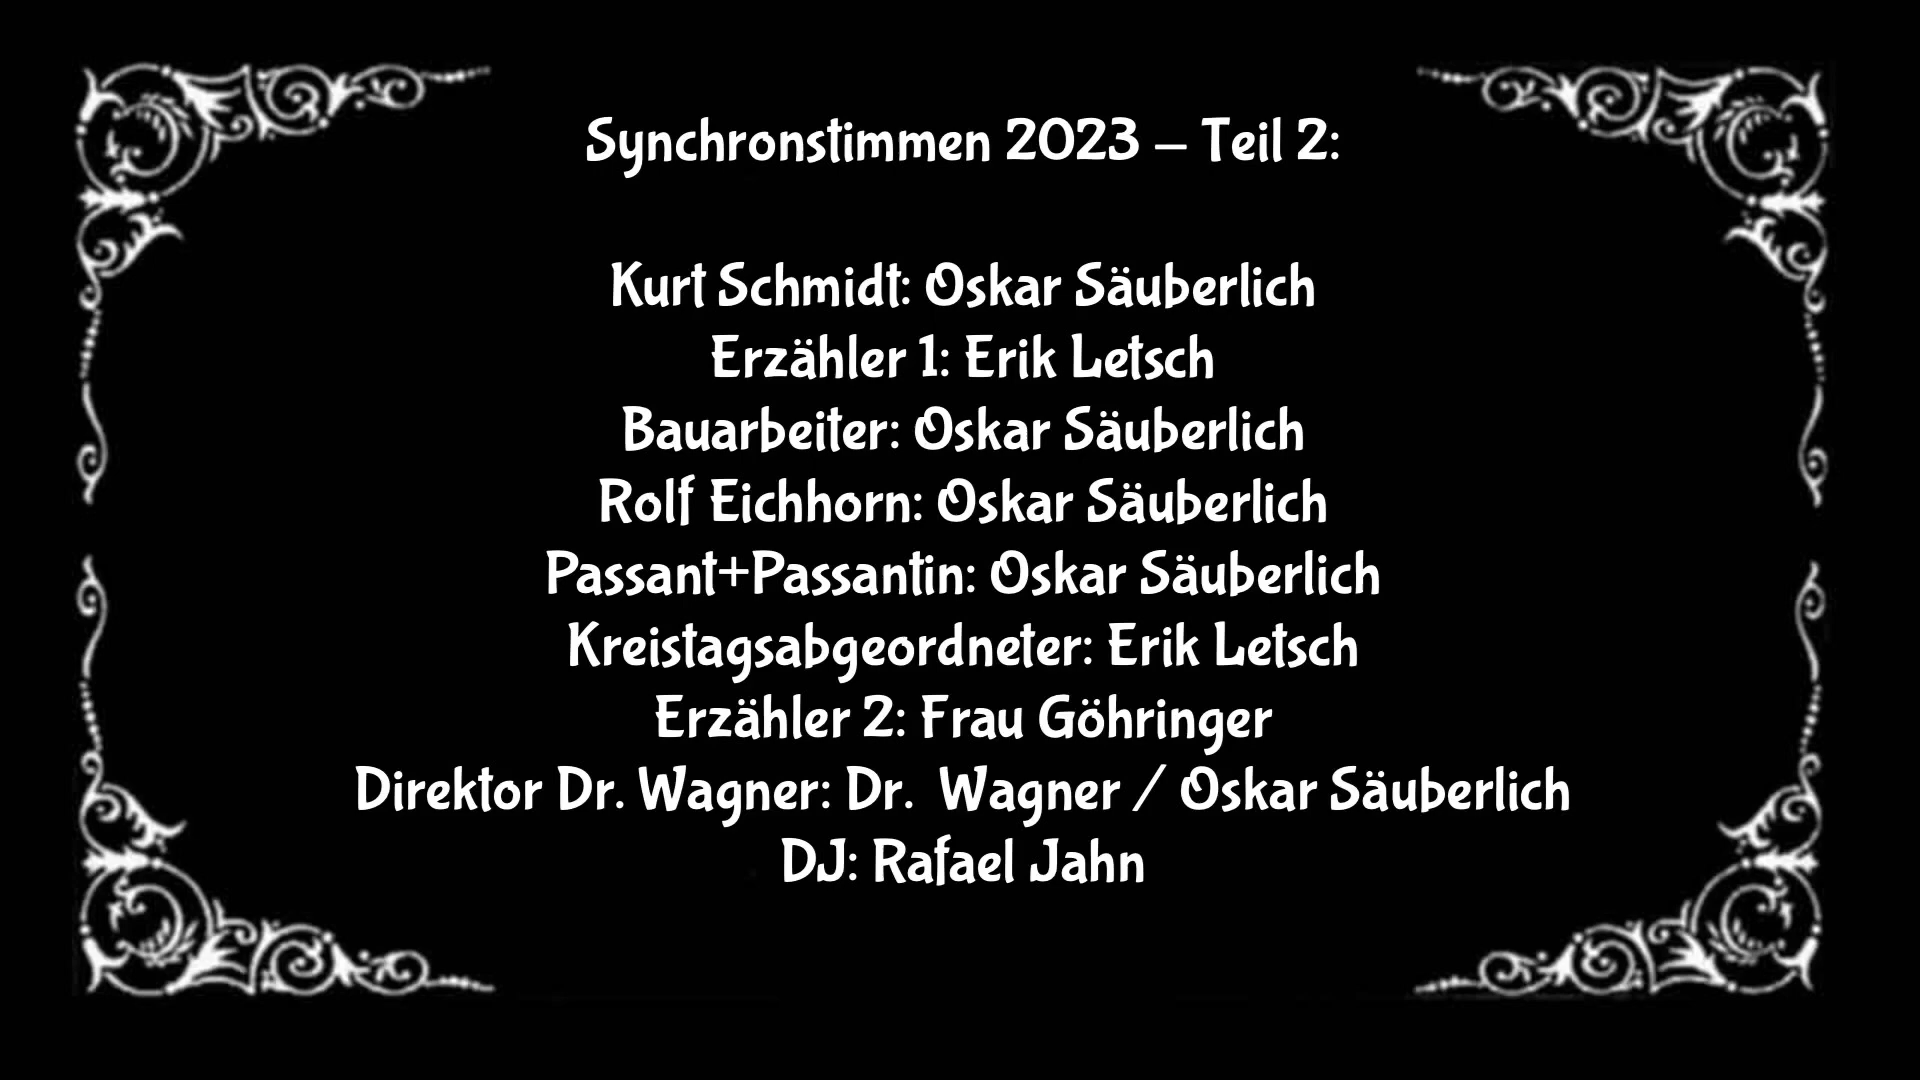 Synchronstimmen 2023 – Teil 2:
Kurt Schmidt: Oskar Säuberlich
Erzähler 1: Erik Letsch
Bauarbeiter: Oskar Säuberlich
Rolf Eichhorn: Oskar Säuberlich
Passant+Passantin: Oskar Säuberlich
Kreistagsabgeordneter: Erik Letsch
Erzähler 2: Frau Göhringer
Direktor Dr. Wagner: Dr.  Wagner / Oskar Säuberlich
DJ: Rafael Jahn